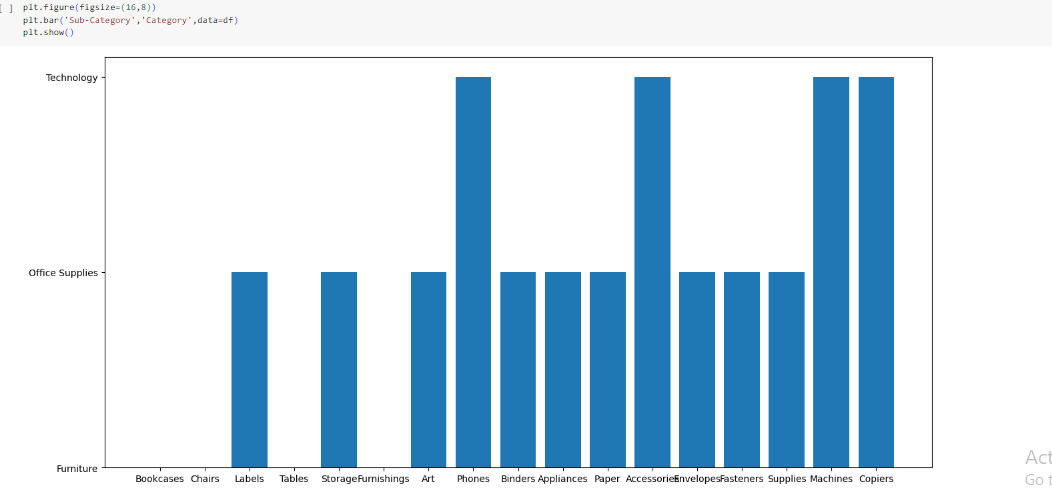 [ ] plt.figure(figsize=(16,8))
plt.bar('Sub-Category','Category',data=df)
plt.show()
Technology
Office Supplies
Furniture
Bookcases Chairs Labels Tables Storage Furnishings Art Phones Binders Appliances Paper Accessories Envelopes Fasteners Supplies Machines Copiers
Act
Go t